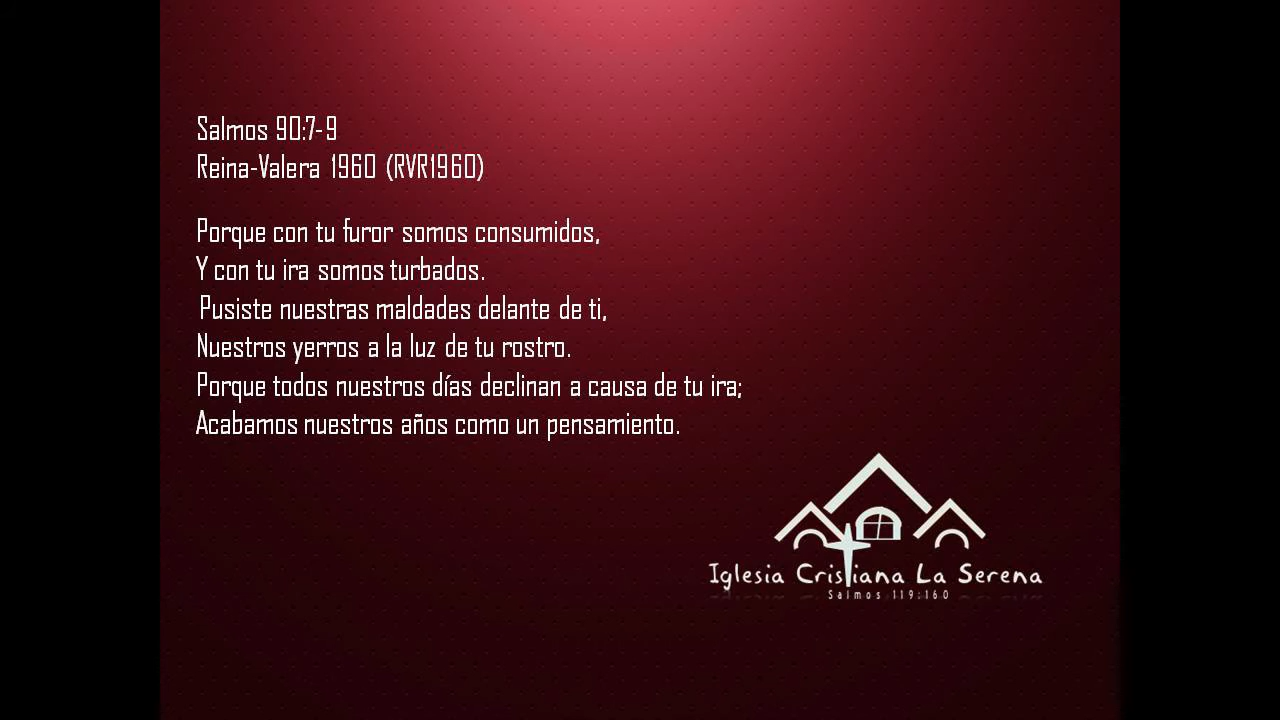 Salmos 90:7-9
Reina-Valera 1960 (RVR1960)
Porque con tu furor somos consumidos,
Y con tu ira somos turbados.
Pusiste nuestras maldades delante de ti,
Nuestros yerros a la luz de tu rostro.
Porque todos nuestros días declinan a causa de tu ira;
Acabamos nuestros años como un pensamiento.
Iglesia Cristiana La Serena
Salmos 119:160